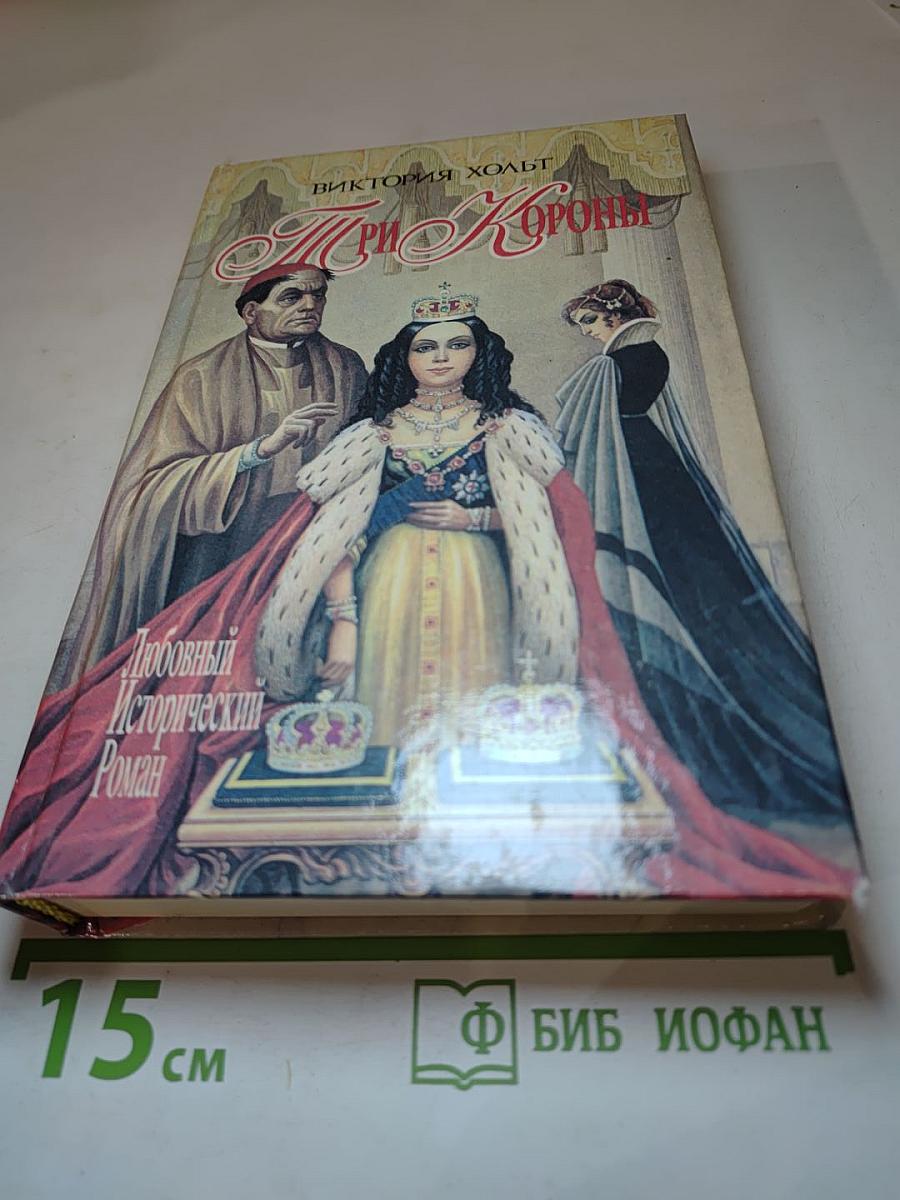 ВИКТОРИЯ ХОЛЬТ
Три Короны
Любовный
Исторический
Роман
15 см
Ф БИБ ИОФАН